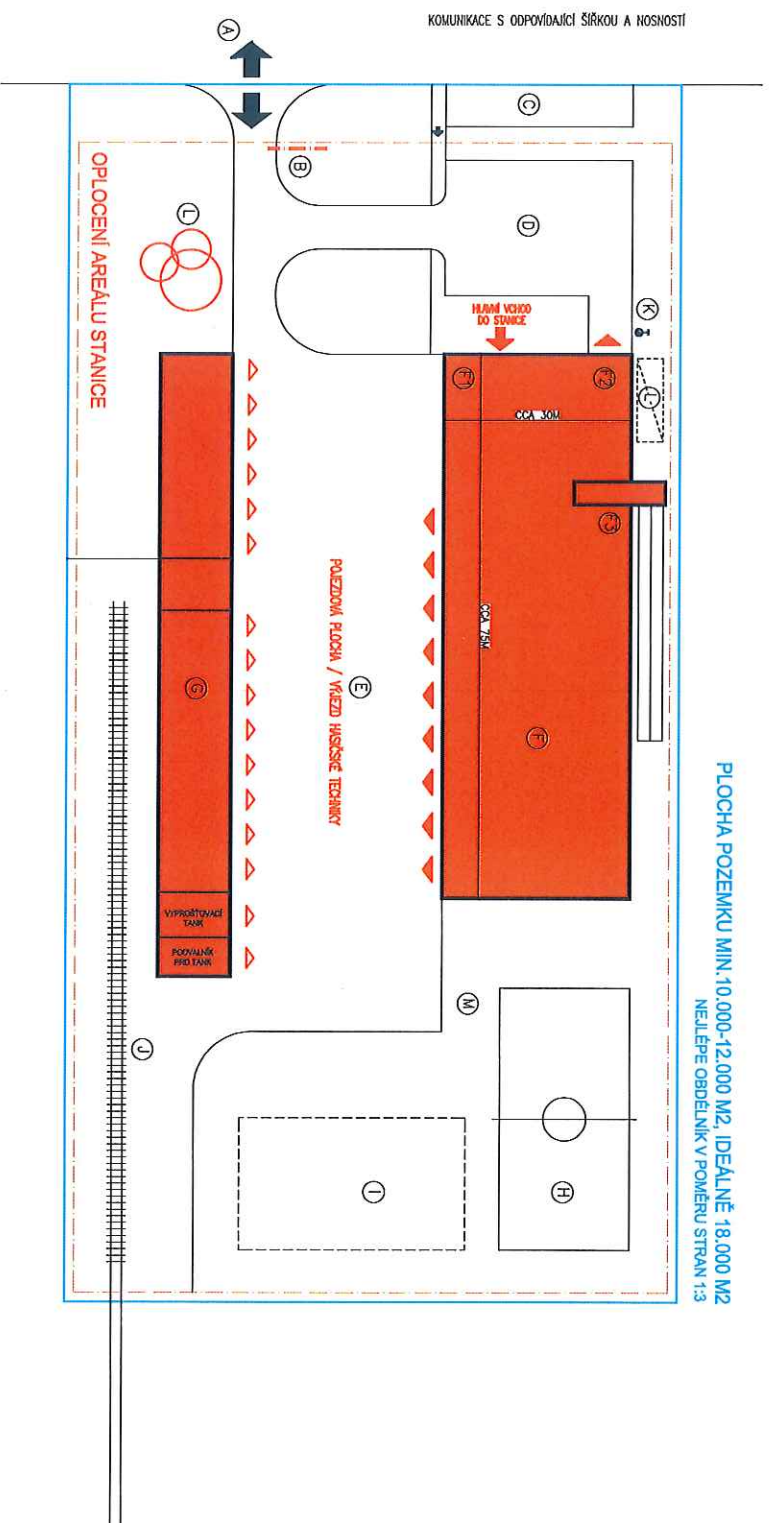 KOMUNIKACE S ODPOVÍDAJÍCÍ ŠÍŘKOU A NOSNOSTÍ
PLOCHA POZEMKU MIN.10.000-12.000 M2, IDEÁLNĚ 18.000 M2
NEJLÉPE OBDÉLNÍK V POMĚRU STRAN 1:3
A
B
C
D
K
L
HLAVNÍ VCHOD
DO STANICE
F1
F2
CCA 30M
F3
CCA 75M
F
OPLOCENÍ AREÁLU STANICE
L
POJEZDOVÁ PLOCHA / VÝJEZD HASIČSKÉ TECHNIKY
E
G
VYPROŠŤOVACÍ
TANK
PODVALNÍK
PRO TANK
M
H
I
J